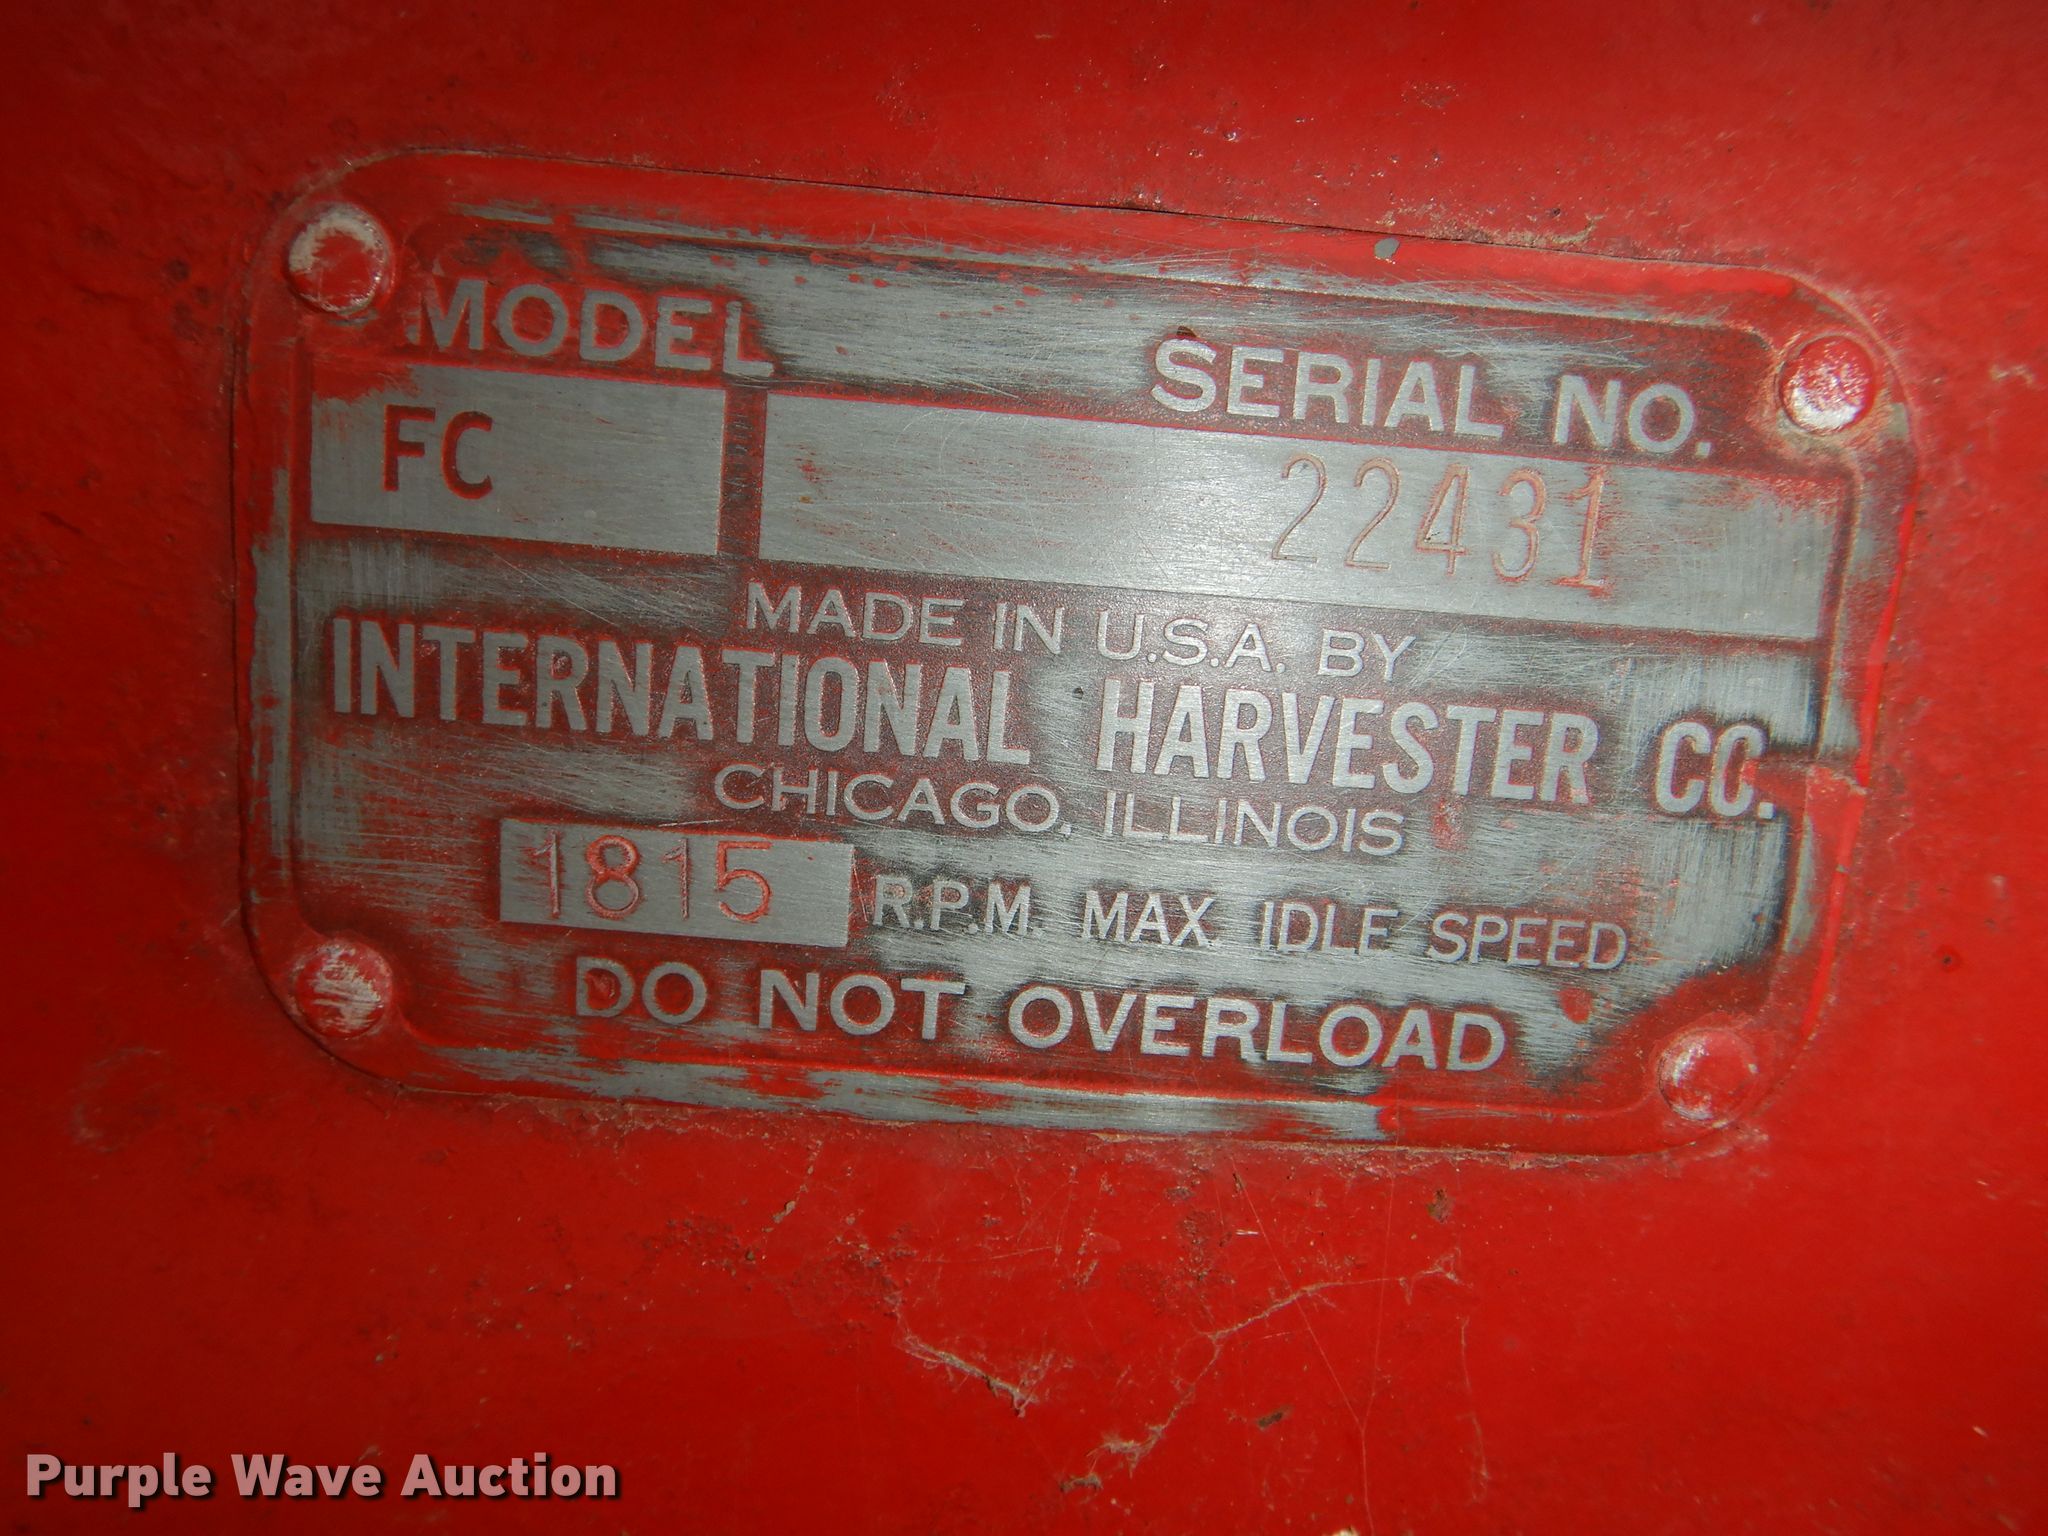 MODEL SERIAL NO.
FC 22431
MADE IN U.S.A. BY
INTERNATIONAL HARVESTER CO.
CHICAGO, ILLINOIS
1815 R.P.M. MAX. IDLE SPEED
DO NOT OVERLOAD
Purple Wave Auction